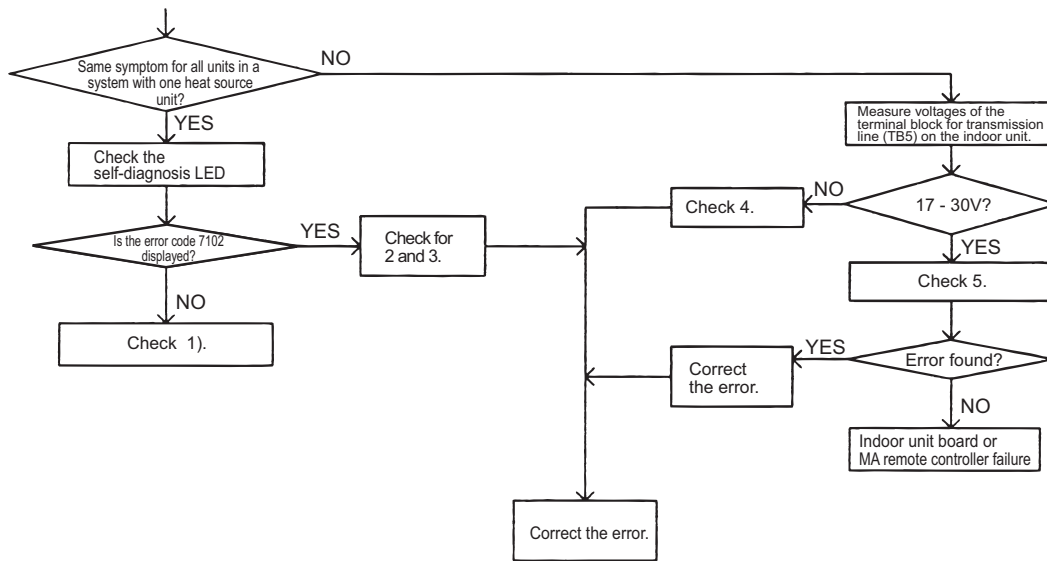 Same symptom for all units in a
system with one heat source
unit?
NO
YES
Check the
self-diagnosis LED
Is the error code 7102
displayed?
YES
Check for
2 and 3.
NO
Check 1).
Measure voltages of the
terminal block for transmission
line (TB5) on the indoor unit.
17 - 30V?
NO
Check 4.
YES
Check 5.
Error found?
YES
Correct
the error.
NO
Indoor unit board or
MA remote controller failure
Correct the error.